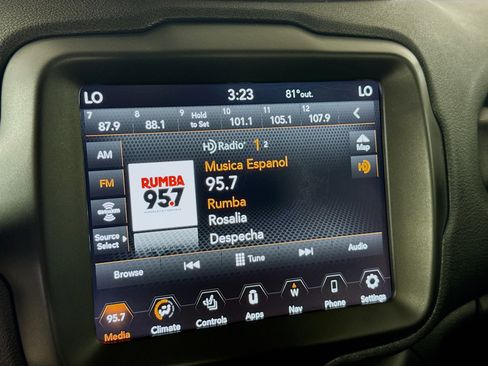 LO 3:23 81°out. LO
7 8 9 10 11 12
87.9 88.1 Hold to Set 101.1 105.1 107.9
AM
HD Radio 1 2
Map
Musica Espanol
FM
RUMBA
95.7
95.7
HD
Rumba
Rosalia
Source
Select
Despecha
Browse Tune Audio
95.7
W
Media Climate Controls Apps Nav Phone Settings